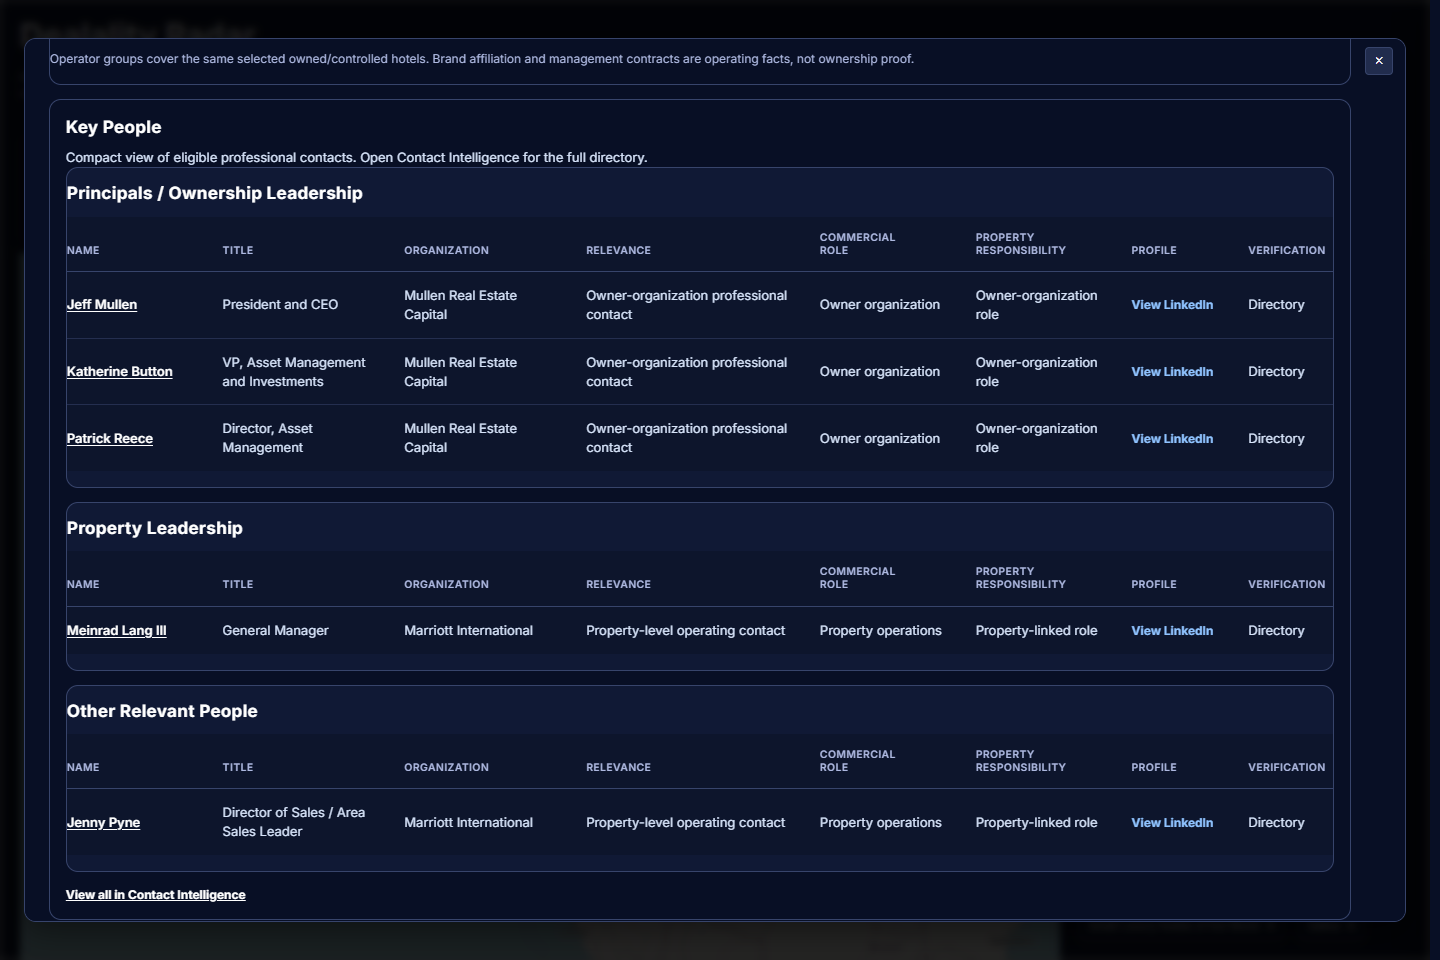 Operator groups cover the same selected owned/controlled hotels. Brand affiliation and management contracts are operating facts, not ownership proof.
×
Key People
Compact view of eligible professional contacts. Open Contact Intelligence for the full directory.
Principals / Ownership Leadership
NAME TITLE ORGANIZATION RELEVANCE COMMERCIAL ROLE PROPERTY RESPONSIBILITY PROFILE VERIFICATION
Jeff Mullen President and CEO Mullen Real Estate Capital Owner-organization professional contact Owner organization Owner-organization role View LinkedIn Directory
Katherine Button VP, Asset Management and Investments Mullen Real Estate Capital Owner-organization professional contact Owner organization Owner-organization role View LinkedIn Directory
Patrick Reece Director, Asset Management Mullen Real Estate Capital Owner-organization professional contact Owner organization Owner-organization role View LinkedIn Directory
Property Leadership
NAME TITLE ORGANIZATION RELEVANCE COMMERCIAL ROLE PROPERTY RESPONSIBILITY PROFILE VERIFICATION
Meinrad Lang III General Manager Marriott International Property-level operating contact Property operations Property-linked role View LinkedIn Directory
Other Relevant People
NAME TITLE ORGANIZATION RELEVANCE COMMERCIAL ROLE PROPERTY RESPONSIBILITY PROFILE VERIFICATION
Jenny Pyne Director of Sales / Area Sales Leader Marriott International Property-level operating contact Property operations Property-linked role View LinkedIn Directory
View all in Contact Intelligence